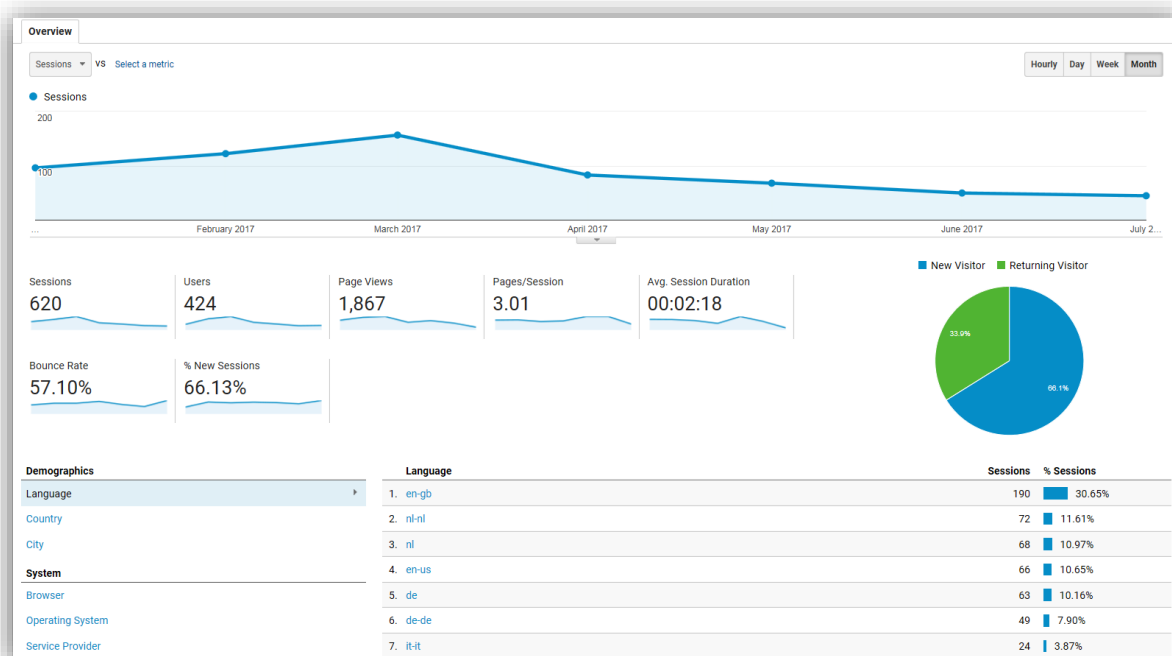 Overview
Sessions VS Select a metric
Hourly Day Week Month
Sessions
200
100
... February 2017 March 2017 April 2017 May 2017 June 2017 July 2...
New Visitor Returning Visitor
Sessions Users Page Views Pages/Session Avg. Session Duration
620 424 1,867 3.01 00:02:18
33.9%
66.1%
Bounce Rate % New Sessions
57.10% 66.13%
Demographics
Language
Country
City
System
Browser
Operating System
Service Provider
Language Sessions % Sessions
1. en-gb 190 30.65%
2. nl-nl 72 11.61%
3. nl 68 10.97%
4. en-us 66 10.65%
5. de 63 10.16%
6. de-de 49 7.90%
7. it-it 24 3.87%